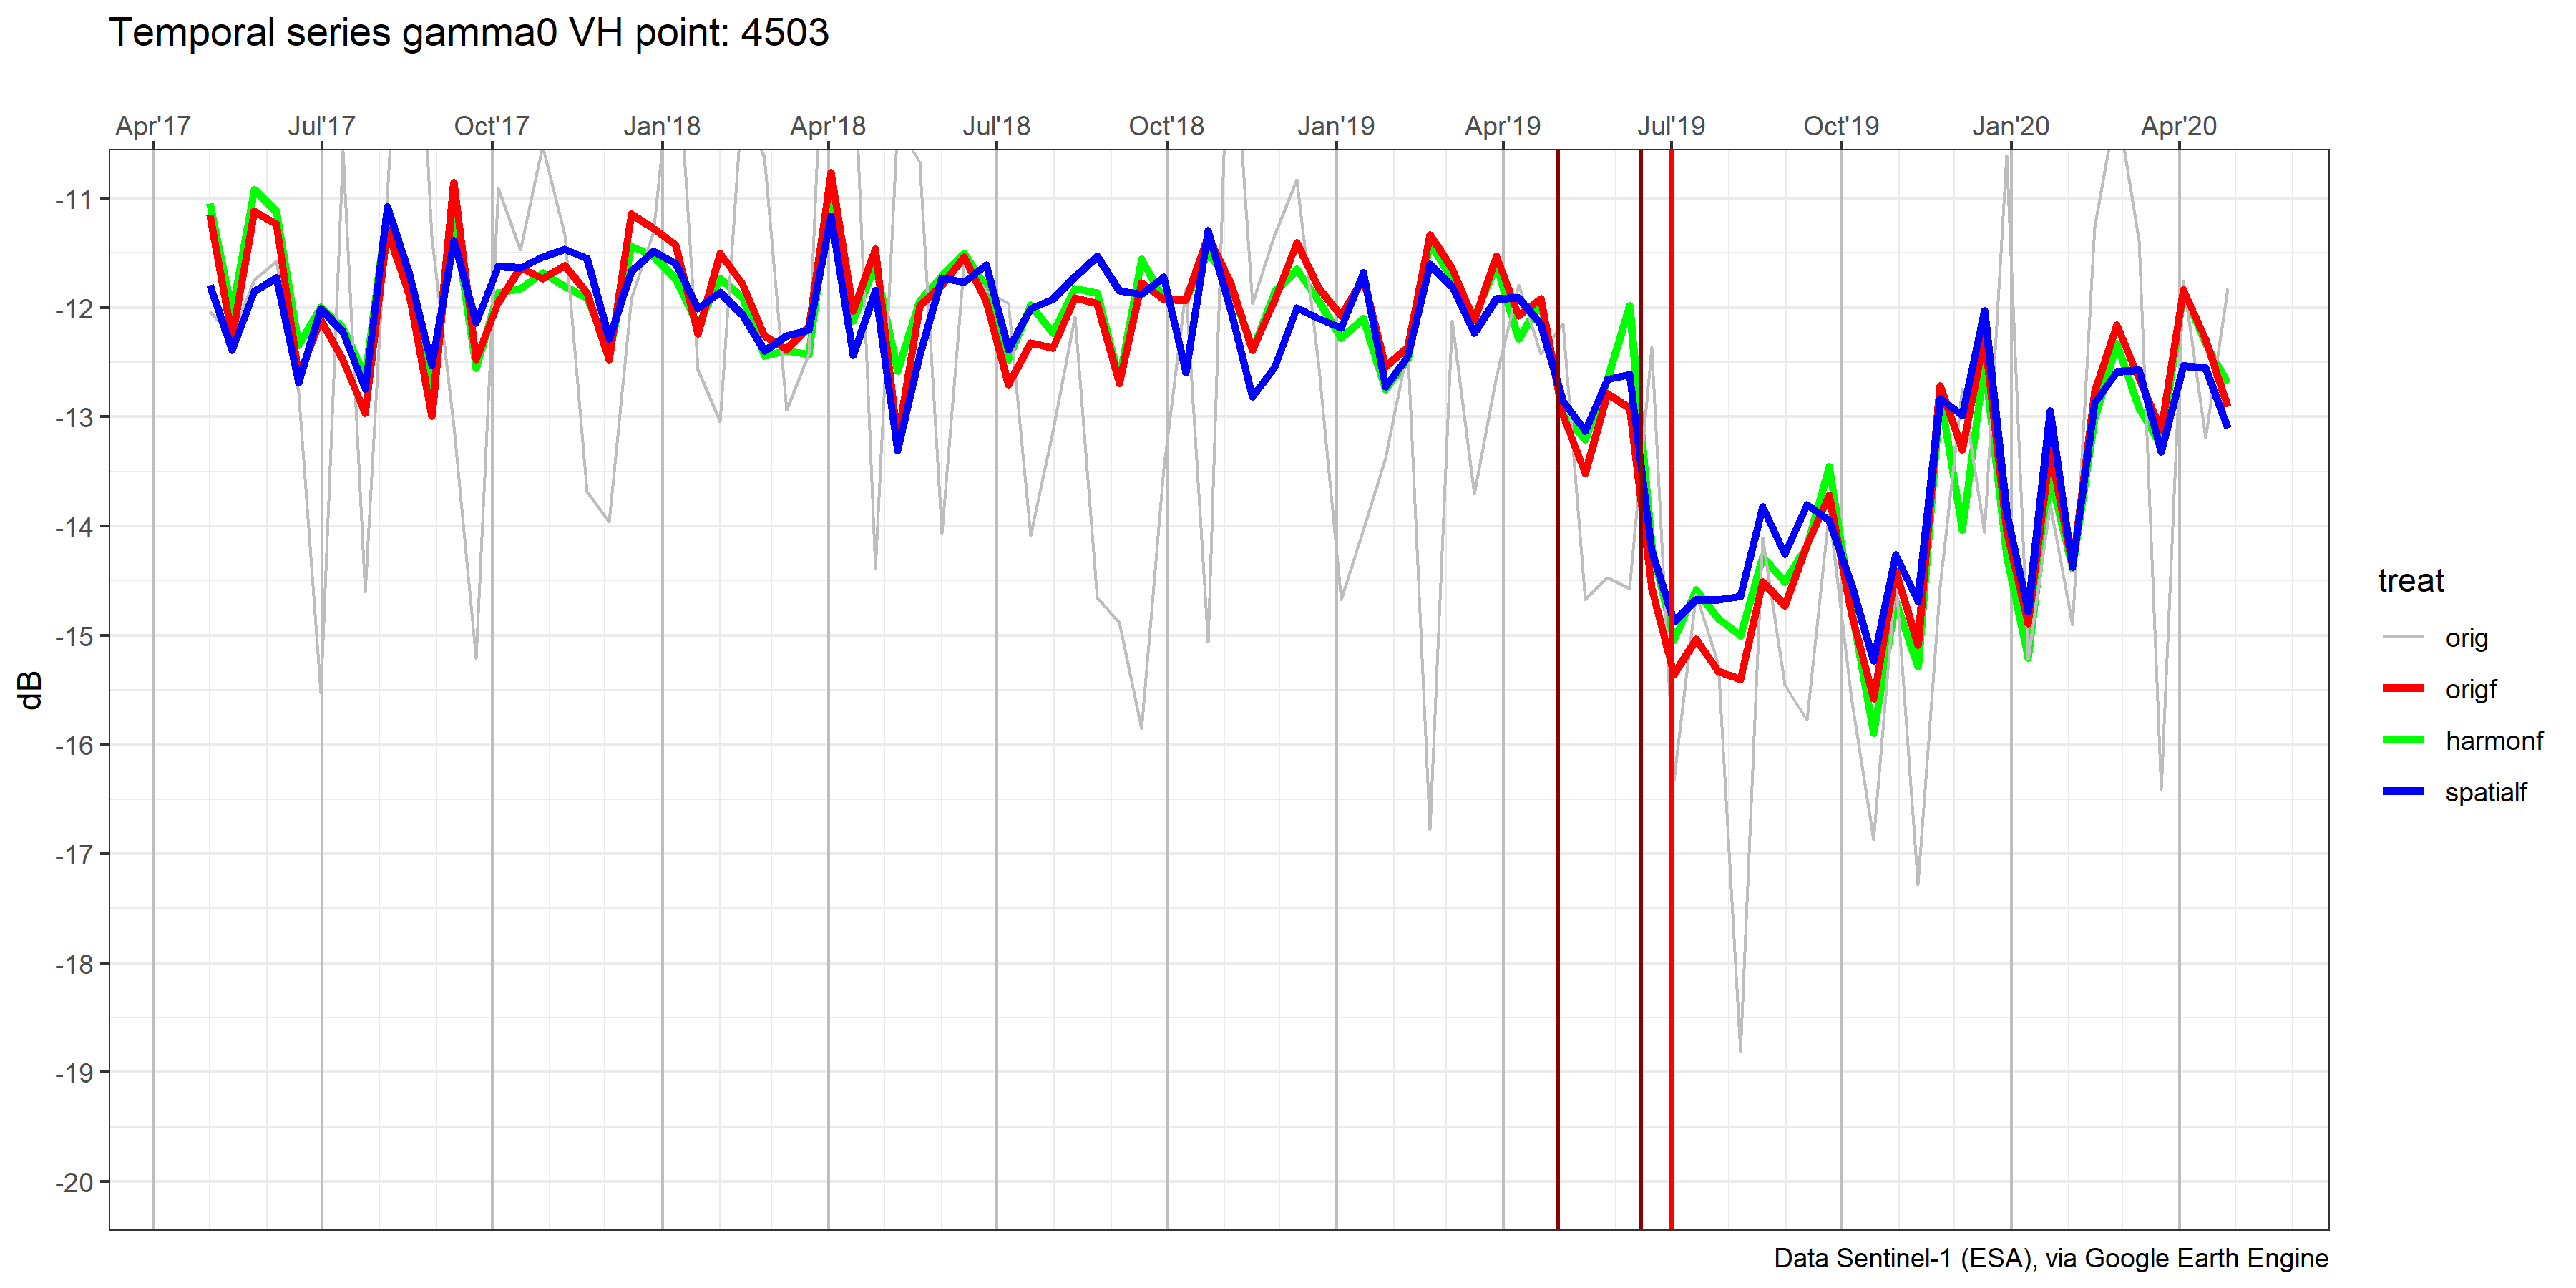 Temporal series gamma0 VH point: 4503
Apr'17 Jul'17 Oct'17 Jan'18 Apr'18 Jul'18 Oct'18 Jan'19 Apr'19 Jul'19 Oct'19 Jan'20 Apr'20
-11
-12
-13
-14
-15
-16
-17
-18
-19
-20
dB
treat
orig
origf
harmonf
spatialf
Data Sentinel-1 (ESA), via Google Earth Engine